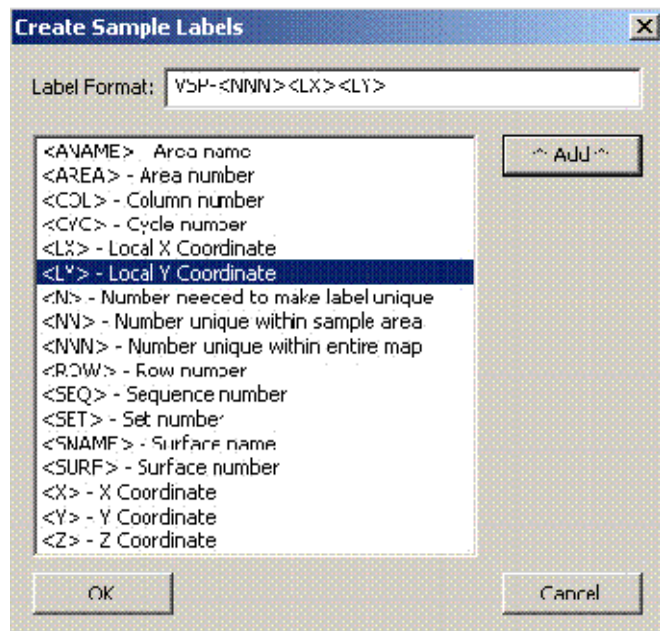 Create Sample Labels
Label Format: VSP-<NNN><LX><LY>
^ Add ^
<ANAME> - Area name
<AREA> - Area number
<COL> - Column number
<CYC> - Cycle number
<LX> - Local X Coordinate
<LY> - Local Y Coordinate
<N> - Number needed to make label unique
<NN> - Number unique within sample area
<NNN> - Number unique within entire map
<ROW> - Row number
<SEQ> - Sequence number
<SET> - Set number
<SNAME> - Surface name
<SURF> - Surface number
<X> - X Coordinate
<Y> - Y Coordinate
<Z> - Z Coordinate
OK
Cancel